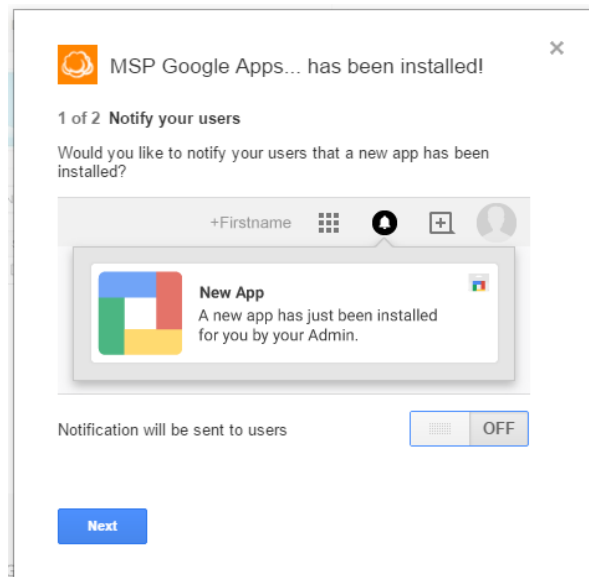 MSP Google Apps... has been installed!
1 of 2 Notify your users
Would you like to notify your users that a new app has been
installed?
+Firstname
New App
A new app has just been installed
for you by your Admin.
Notification will be sent to users
OFF
Next